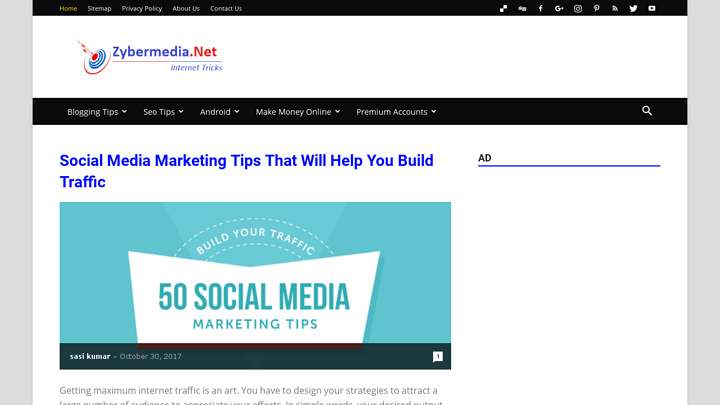 Home Sitemap Privacy Policy About Us Contact Us
Zybermedia.Net
Internet Tricks
Blogging Tips Seo Tips Android Make Money Online Premium Accounts
Social Media Marketing Tips That Will Help You Build
Traffic
AD
BUILD YOUR TRAFFIC
50 SOCIAL MEDIA
MARKETING TIPS
sasi kumar - October 30, 2017 1
Getting maximum internet traffic is an art. You have to design your strategies to attract a
large number of audience to appreciate your efforts. In simple words, your desired output